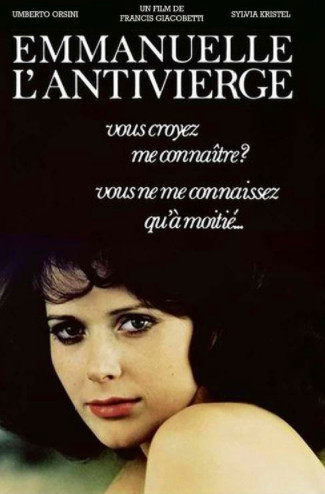 UMBERTO ORSINI
UN FILM DE
FRANCIS GIACOBETTI
SYLVIA KRISTEL
EMMANUELLE
L'ANTIVIERGE
vous croyez
me connaître?
vous ne me connaissez
qu'à moitié...